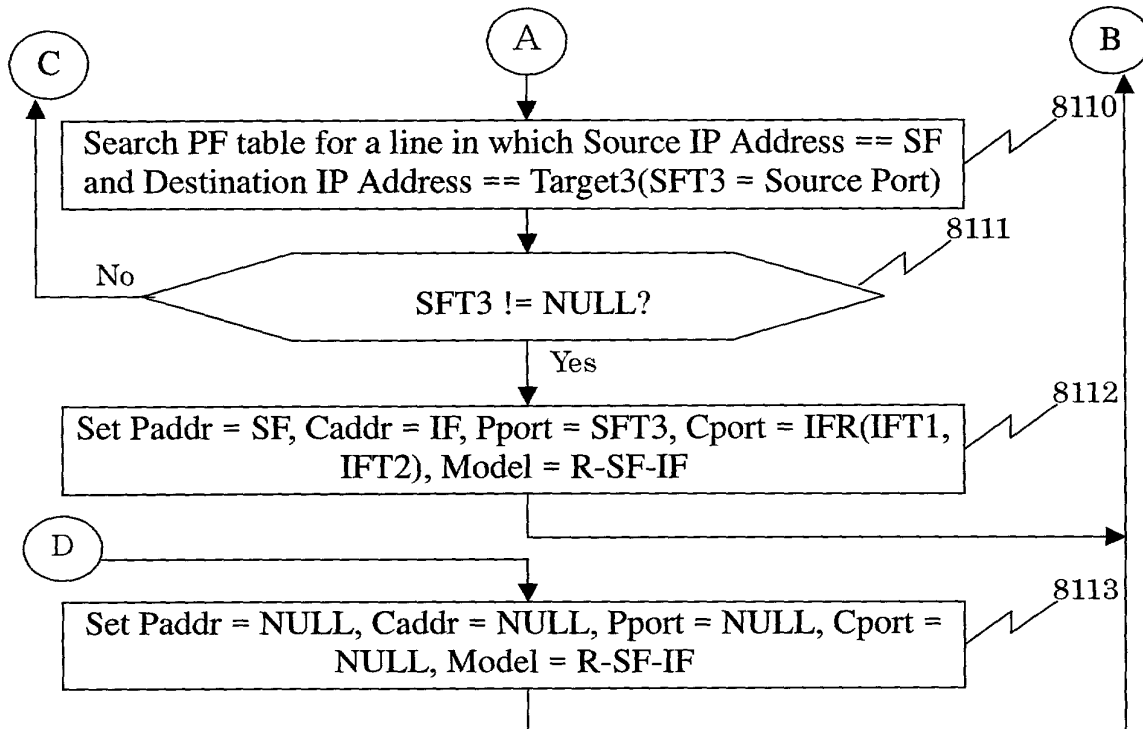 A
B
C
8110
Search PF table for a line in which Source IP Address == SF
and Destination IP Address == Target3(SFT3 = Source Port)
8111
No
SFT3 != NULL?
Yes
8112
Set Paddr = SF, Caddr = IF, Pport = SFT3, Cport = IFR(IFT1,
IFT2), Model = R-SF-IF
D
8113
Set Paddr = NULL, Caddr = NULL, Pport = NULL, Cport =
NULL, Model = R-SF-IF